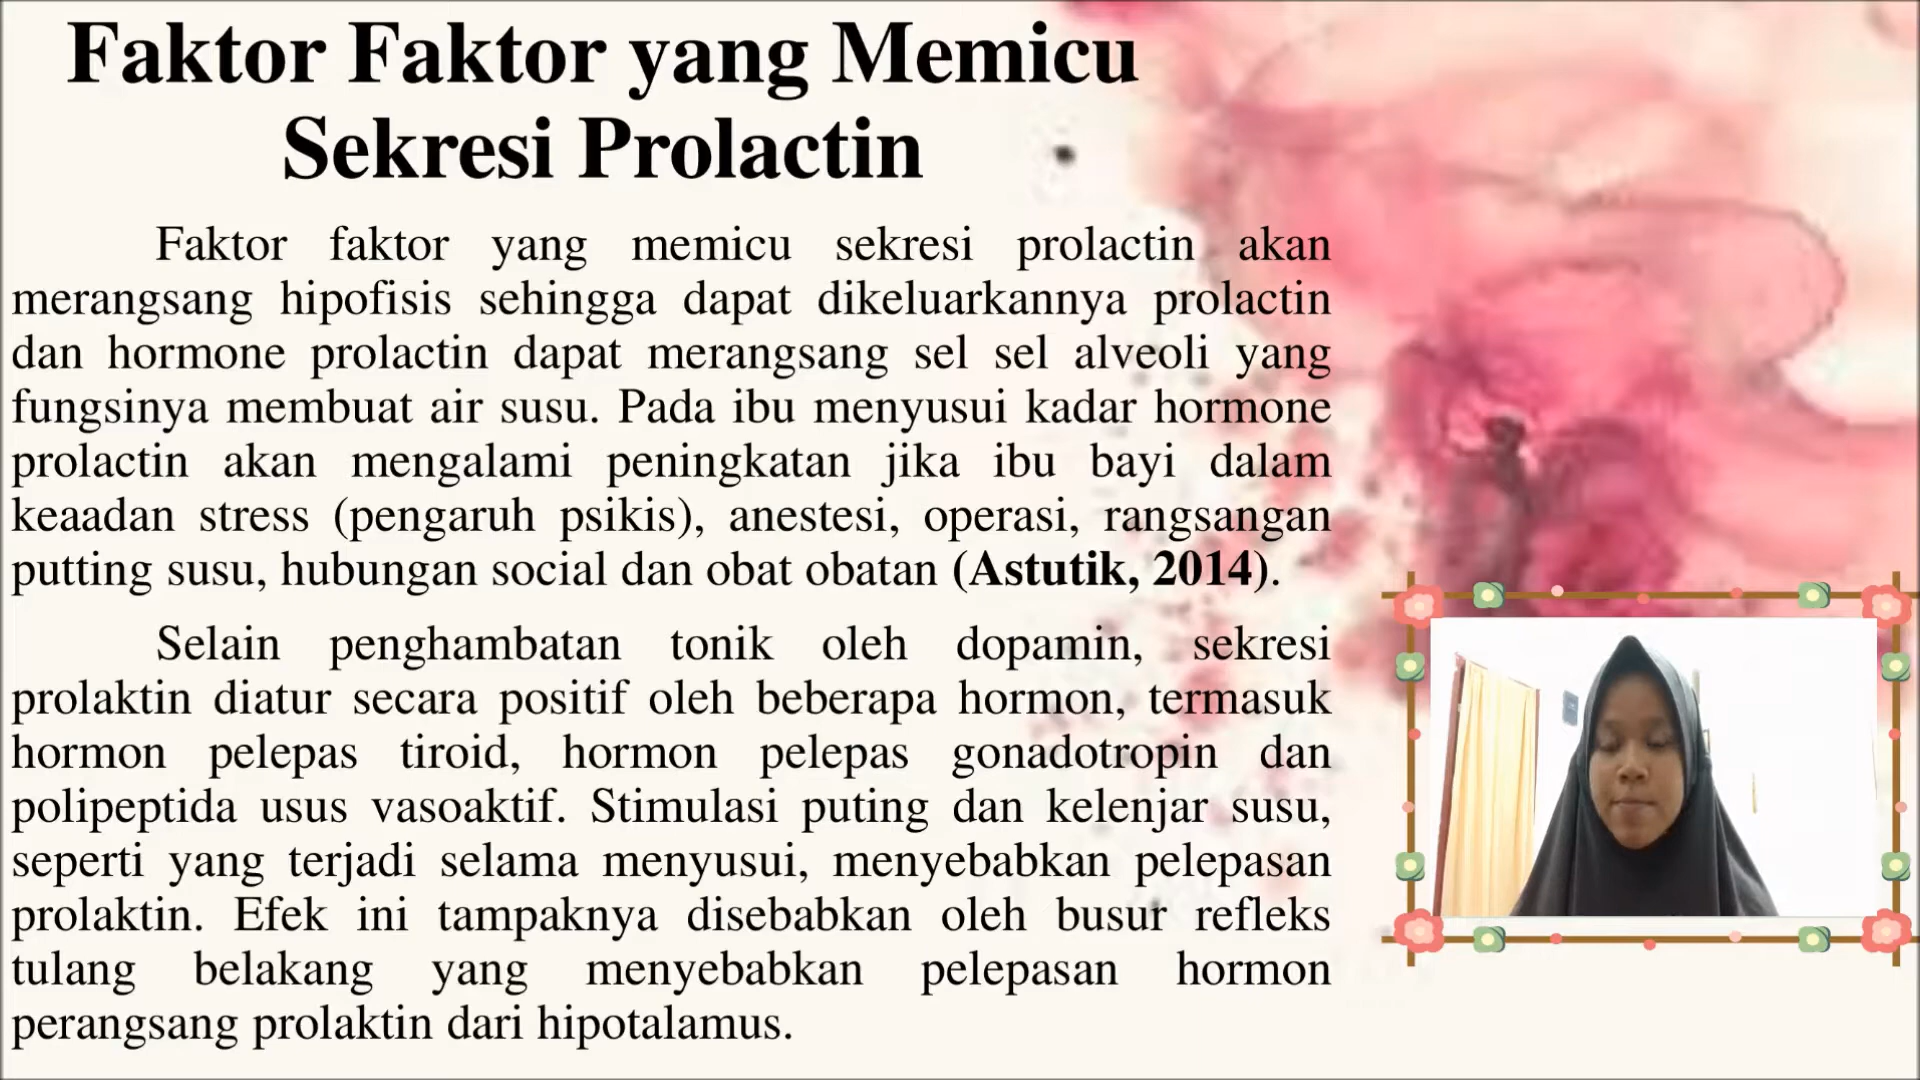 Faktor Faktor yang Memicu
Sekresi Prolactin
Faktor faktor yang memicu sekresi prolactin akan
merangsang hipofisis sehingga dapat dikeluarkannya prolactin
dan hormone prolactin dapat merangsang sel sel alveoli yang
fungsinya membuat air susu. Pada ibu menyusui kadar hormone
prolactin akan mengalami peningkatan jika ibu bayi dalam
keaadan stress (pengaruh psikis), anestesi, operasi, rangsangan
putting susu, hubungan social dan obat obatan (Astutik, 2014).
Selain penghambatan tonik oleh dopamin, sekresi
prolaktin diatur secara positif oleh beberapa hormon, termasuk
hormon pelepas tiroid, hormon pelepas gonadotropin dan
polipeptida usus vasoaktif. Stimulasi puting dan kelenjar susu,
seperti yang terjadi selama menyusui, menyebabkan pelepasan
prolaktin. Efek ini tampaknya disebabkan oleh busur refleks
tulang belakang yang menyebabkan pelepasan hormon
perangsang prolaktin dari hipotalamus.